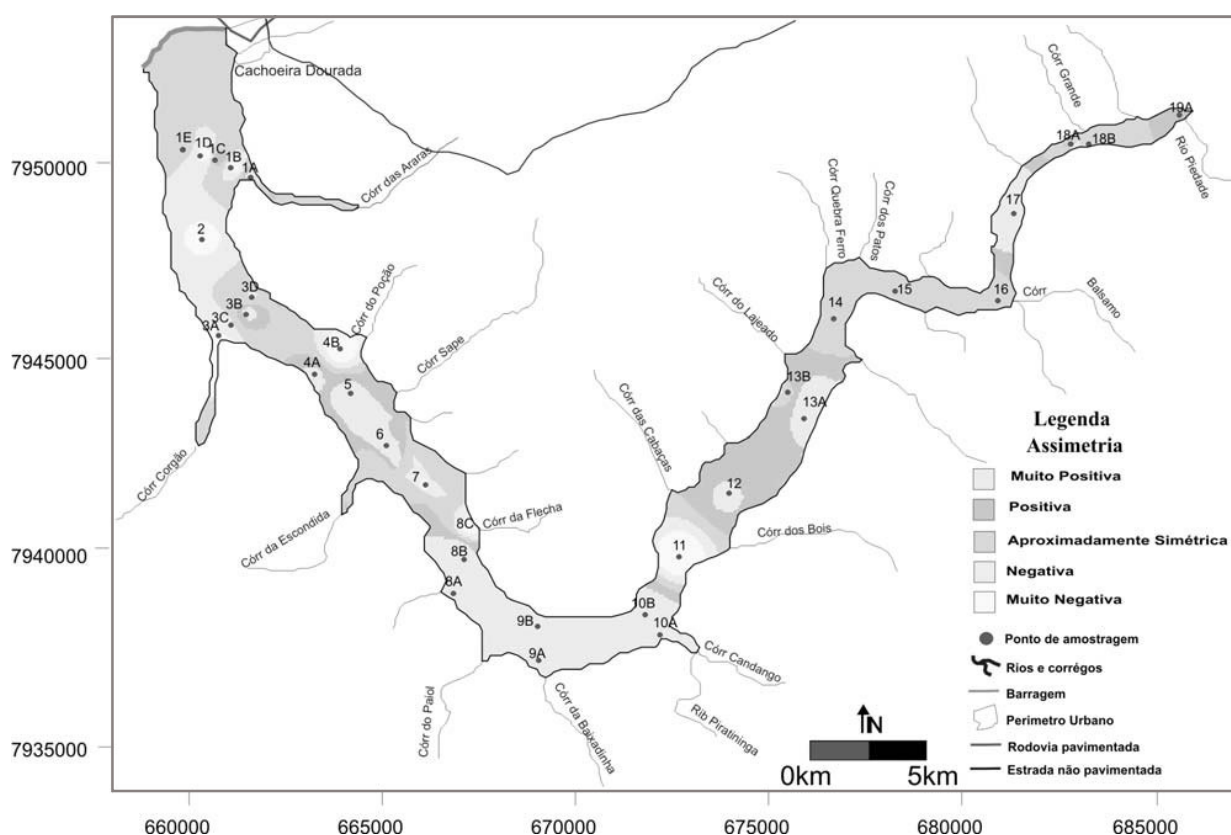 Cachoeira Dourada
1E
1D
1C
1B
1A
Córr das Araras
2
3D
3B
3C
3A
Córr Corgão
4B
Córr do Poção
4A
Córr Sape
5
6
7
8C
Córr da Flecha
Córr da Escondida
8B
8A
9B
9A
Córr do Paiol
Córr da Baixadinha
10B
10A
Córr Candango
Rib Piratininga
11
Córr dos Bois
12
Córr das Cabaças
13B
13A
Córr do Lajeado
14
Córr Quebra Ferro
Córr dos Patos
15
16
Córr
Balsamo
17
18A
18B
Córr Grande
19A
Rio Piedade
7950000
7945000
7940000
7935000
660000
665000
670000
675000
680000
685000
N
0km
5km
Legenda
Assimetria
Muito Positiva
Positiva
Aproximadamente Simétrica
Negativa
Muito Negativa
Ponto de amostragem
Rios e corrégos
Barragem
Perimetro Urbano
Rodovia pavimentada
Estrada não pavimentada